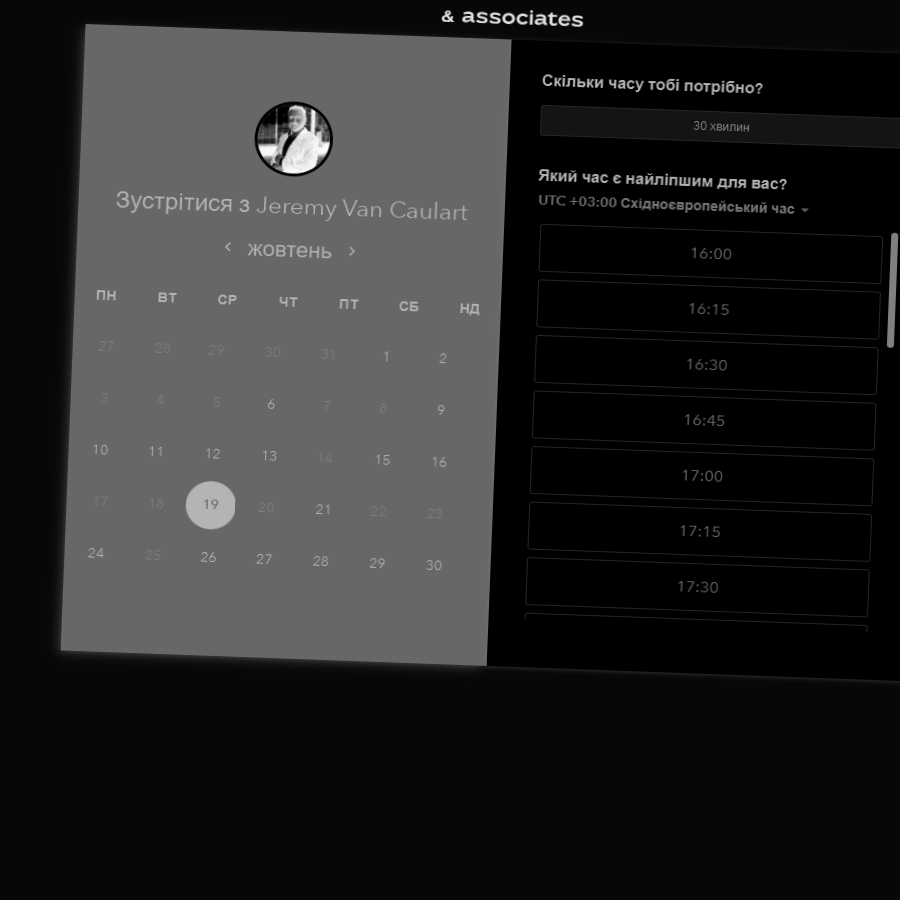 & associates
Зустрітися з Jeremy Van Caulart
жовтень
ПН ВТ СР ЧТ ПТ СБ НД
27 28 29 30 31 1 2
3 4 5 6 7 8 9
10 11 12 13 14 15 16
17 18 19 20 21 22 23
24 25 26 27 28 29 30
Скільки часу тобі потрібно?
30 хвилин
Який час є найліпшим для вас?
UTC +03:00 Східноєвропейський час
16:00
16:15
16:30
16:45
17:00
17:15
17:30